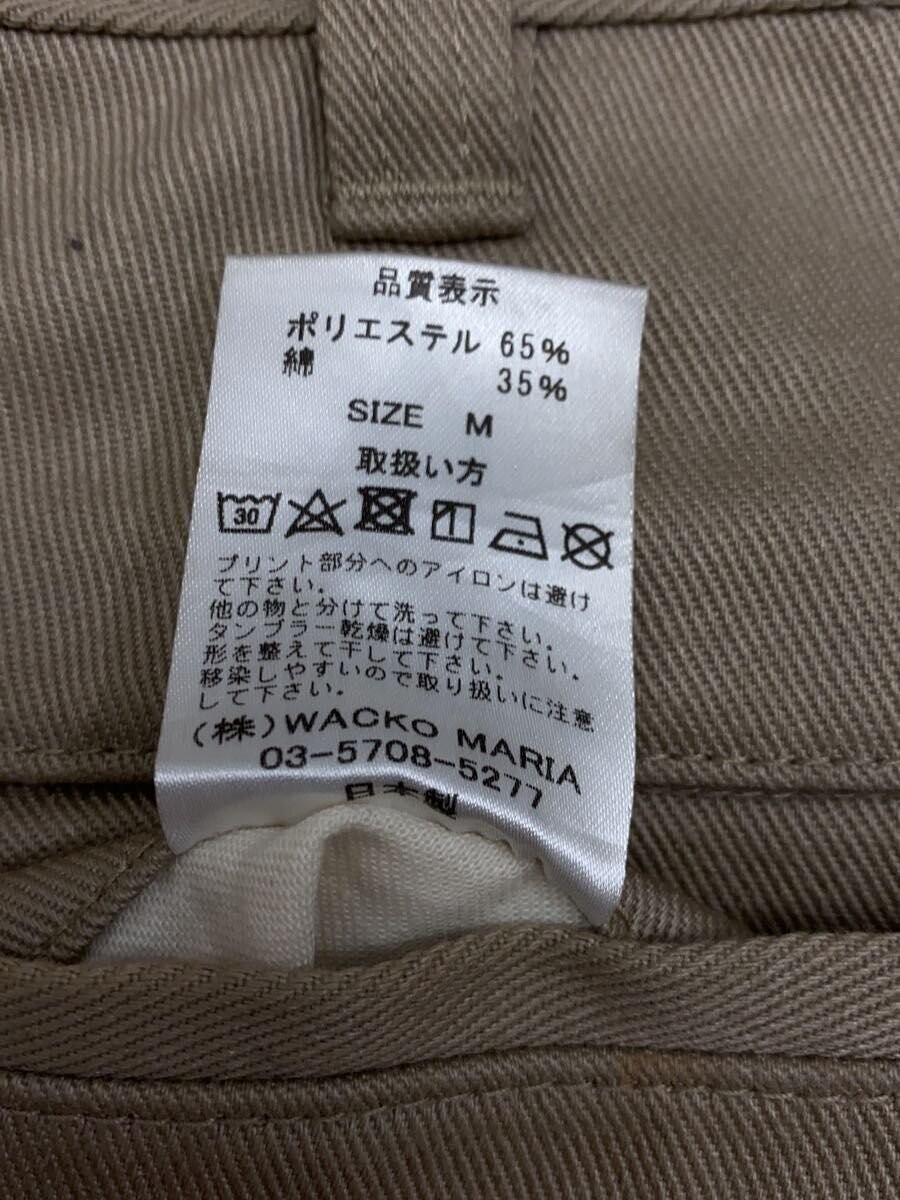 品質表示
ポリエステル 65%
綿 35%
SIZE M
取扱い方
30
プリント部分へのアイロンは避け
て下さい。
他の物と分けて洗って下さい。
タンブラー乾燥は避けて下さい。
形を整えて干して下さい。
移染しやすいので取り扱いに注意
して下さい。
(株)WACKO MARIA
03-5708-5277
日本製